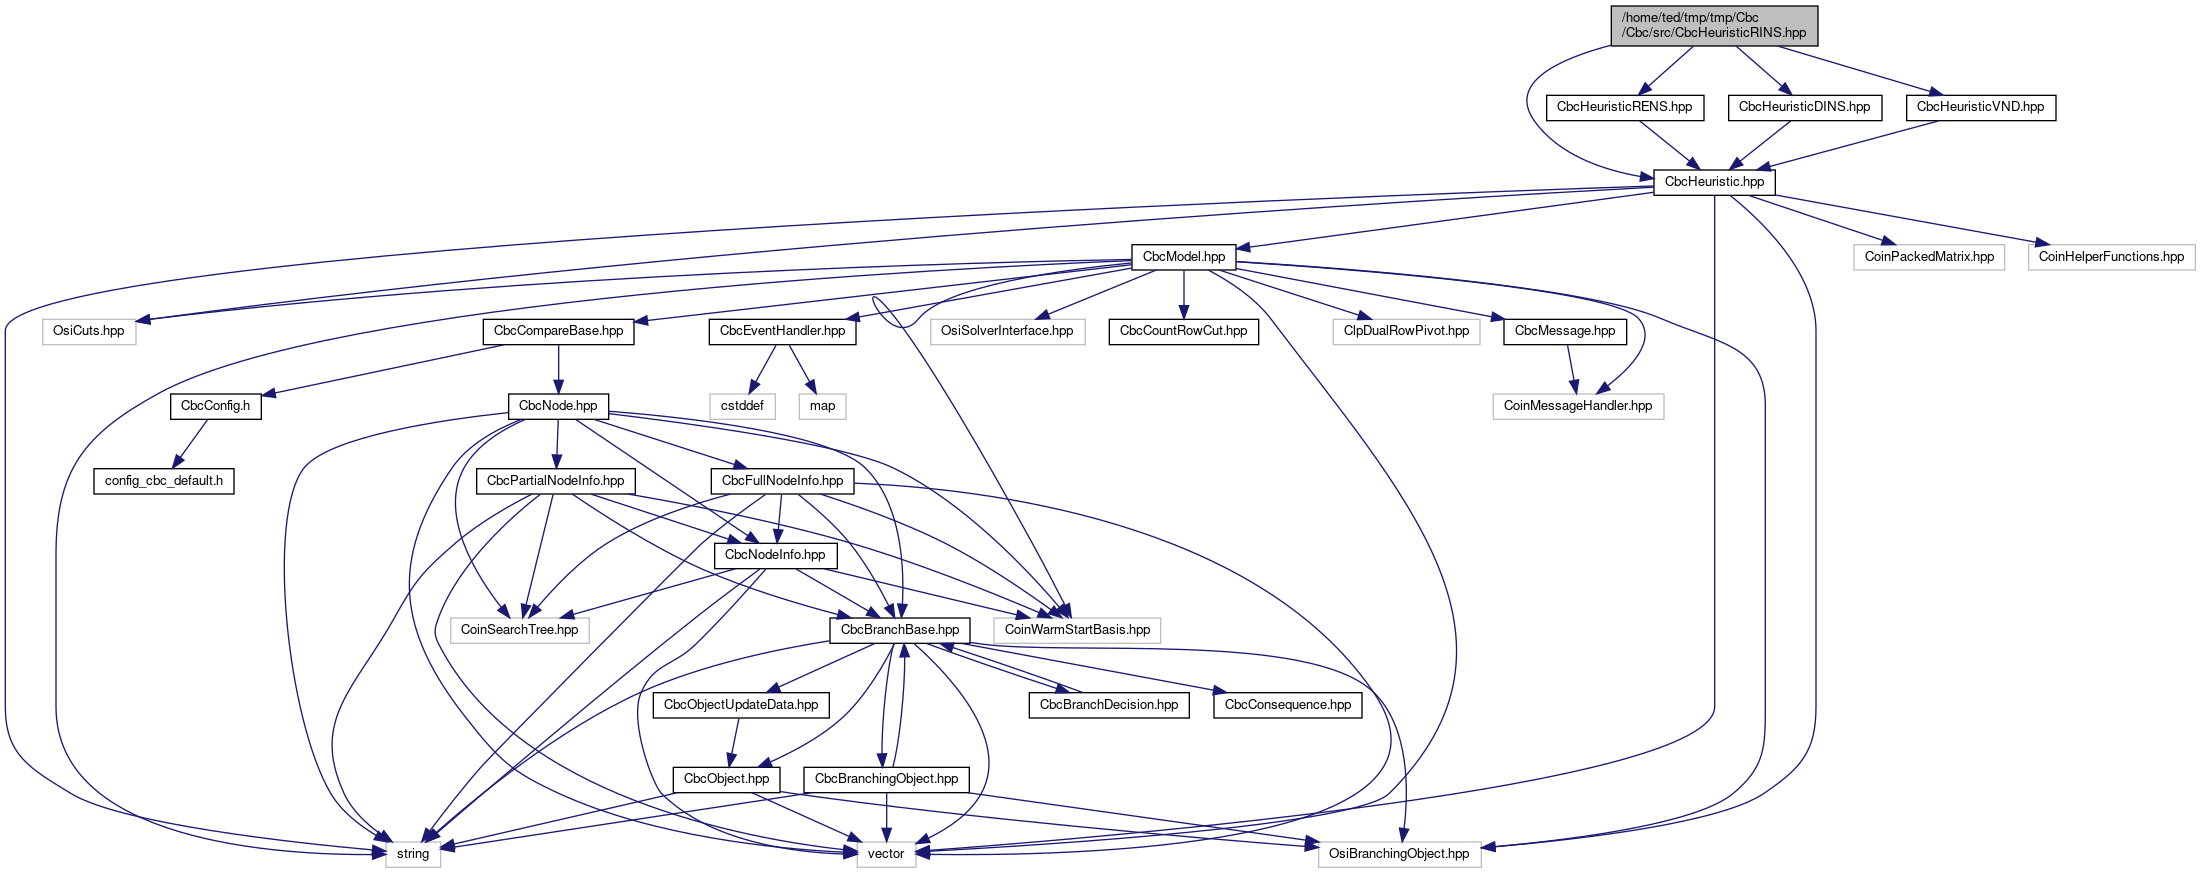 /home/ted/tmp/tmp/Cbc
/Cbc/src/CbcHeuristicRINS.hpp
CbcHeuristicRENS.hpp
CbcHeuristicDINS.hpp
CbcHeuristicVND.hpp
CbcHeuristic.hpp
CbcModel.hpp
CoinPackedMatrix.hpp
CoinHelperFunctions.hpp
OsiCuts.hpp
CbcCompareBase.hpp
CbcEventHandler.hpp
OsiSolverInterface.hpp
CbcCountRowCut.hpp
ClpDualRowPivot.hpp
CbcMessage.hpp
CbcConfig.h
CbcNode.hpp
cstddef
map
CoinMessageHandler.hpp
config_cbc_default.h
CbcPartialNodeInfo.hpp
CbcFullNodeInfo.hpp
CbcNodeInfo.hpp
CoinSearchTree.hpp
CbcBranchBase.hpp
CoinWarmStartBasis.hpp
CbcObjectUpdateData.hpp
CbcBranchDecision.hpp
CbcConsequence.hpp
CbcObject.hpp
CbcBranchingObject.hpp
string
vector
OsiBranchingObject.hpp